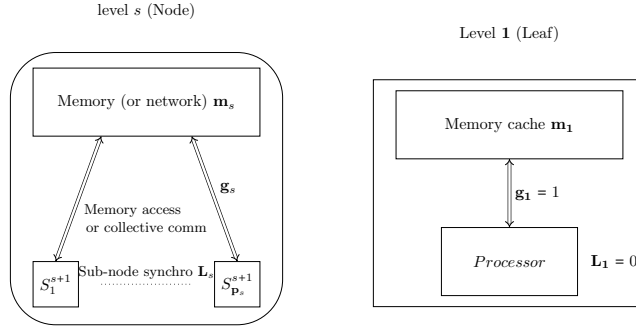 level s (Node)
Memory (or network) m_s
g_s
Memory access
or collective comm
Sub-node synchro L_s
S_1^{s+1}
S_{p_s}^{s+1}
Level 1 (Leaf)
Memory cache m_1
g_1 = 1
Processor
L_1 = 0